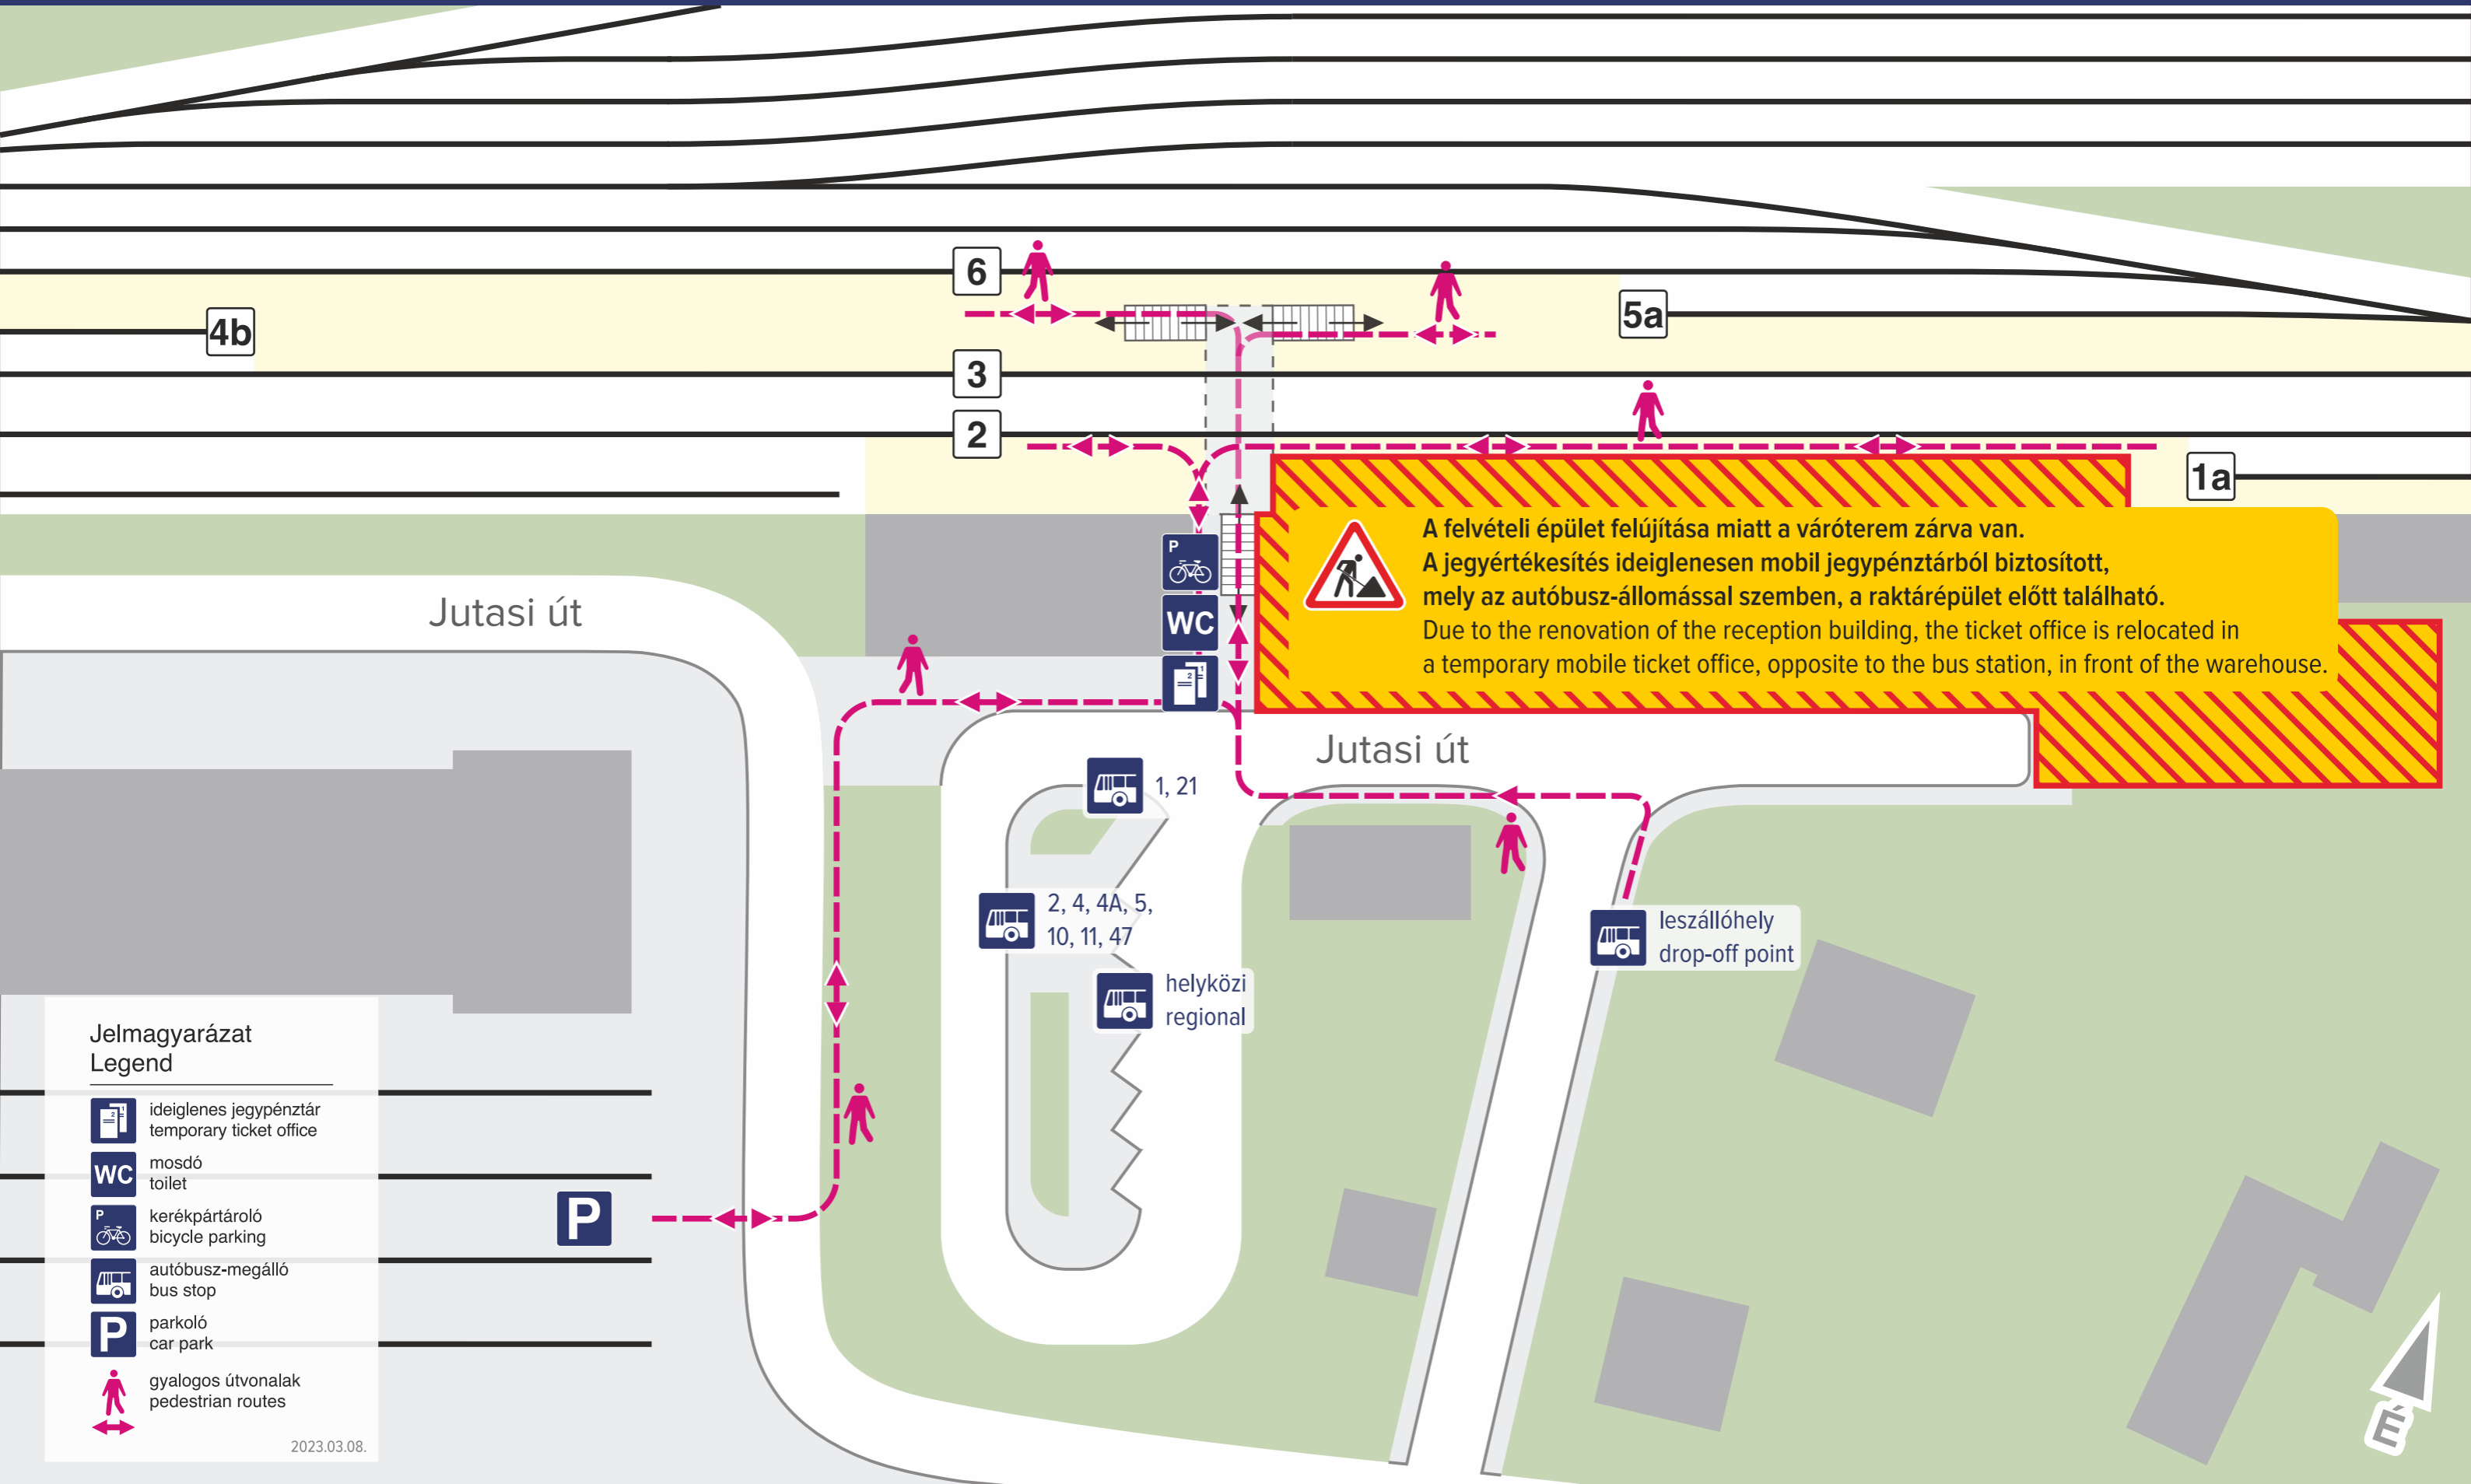 6
4b
5a
3
2
1a
A felvételi épület felújítása miatt a váróterem zárva van.
A jegyértékesítés ideiglenesen mobil jegypénztárból biztosított,
mely az autóbusz-állomással szemben, a raktárépület előtt található.
Due to the renovation of the reception building, the ticket office is relocated in
a temporary mobile ticket office, opposite to the bus station, in front of the warehouse.
P
WC
2 1
Jutasi út
Jutasi út
1, 21
2, 4, 4A, 5,
10, 11, 47
helyközi
regional
leszállóhely
drop-off point
P
Jelmagyarázat
Legend
2 1
ideiglenes jegypénztár
temporary ticket office
WC
mosdó
toilet
P
kerékpártároló
bicycle parking
autóbusz-megálló
bus stop
P
parkoló
car park
gyalogos útvonalak
pedestrian routes
2023.03.08.
É